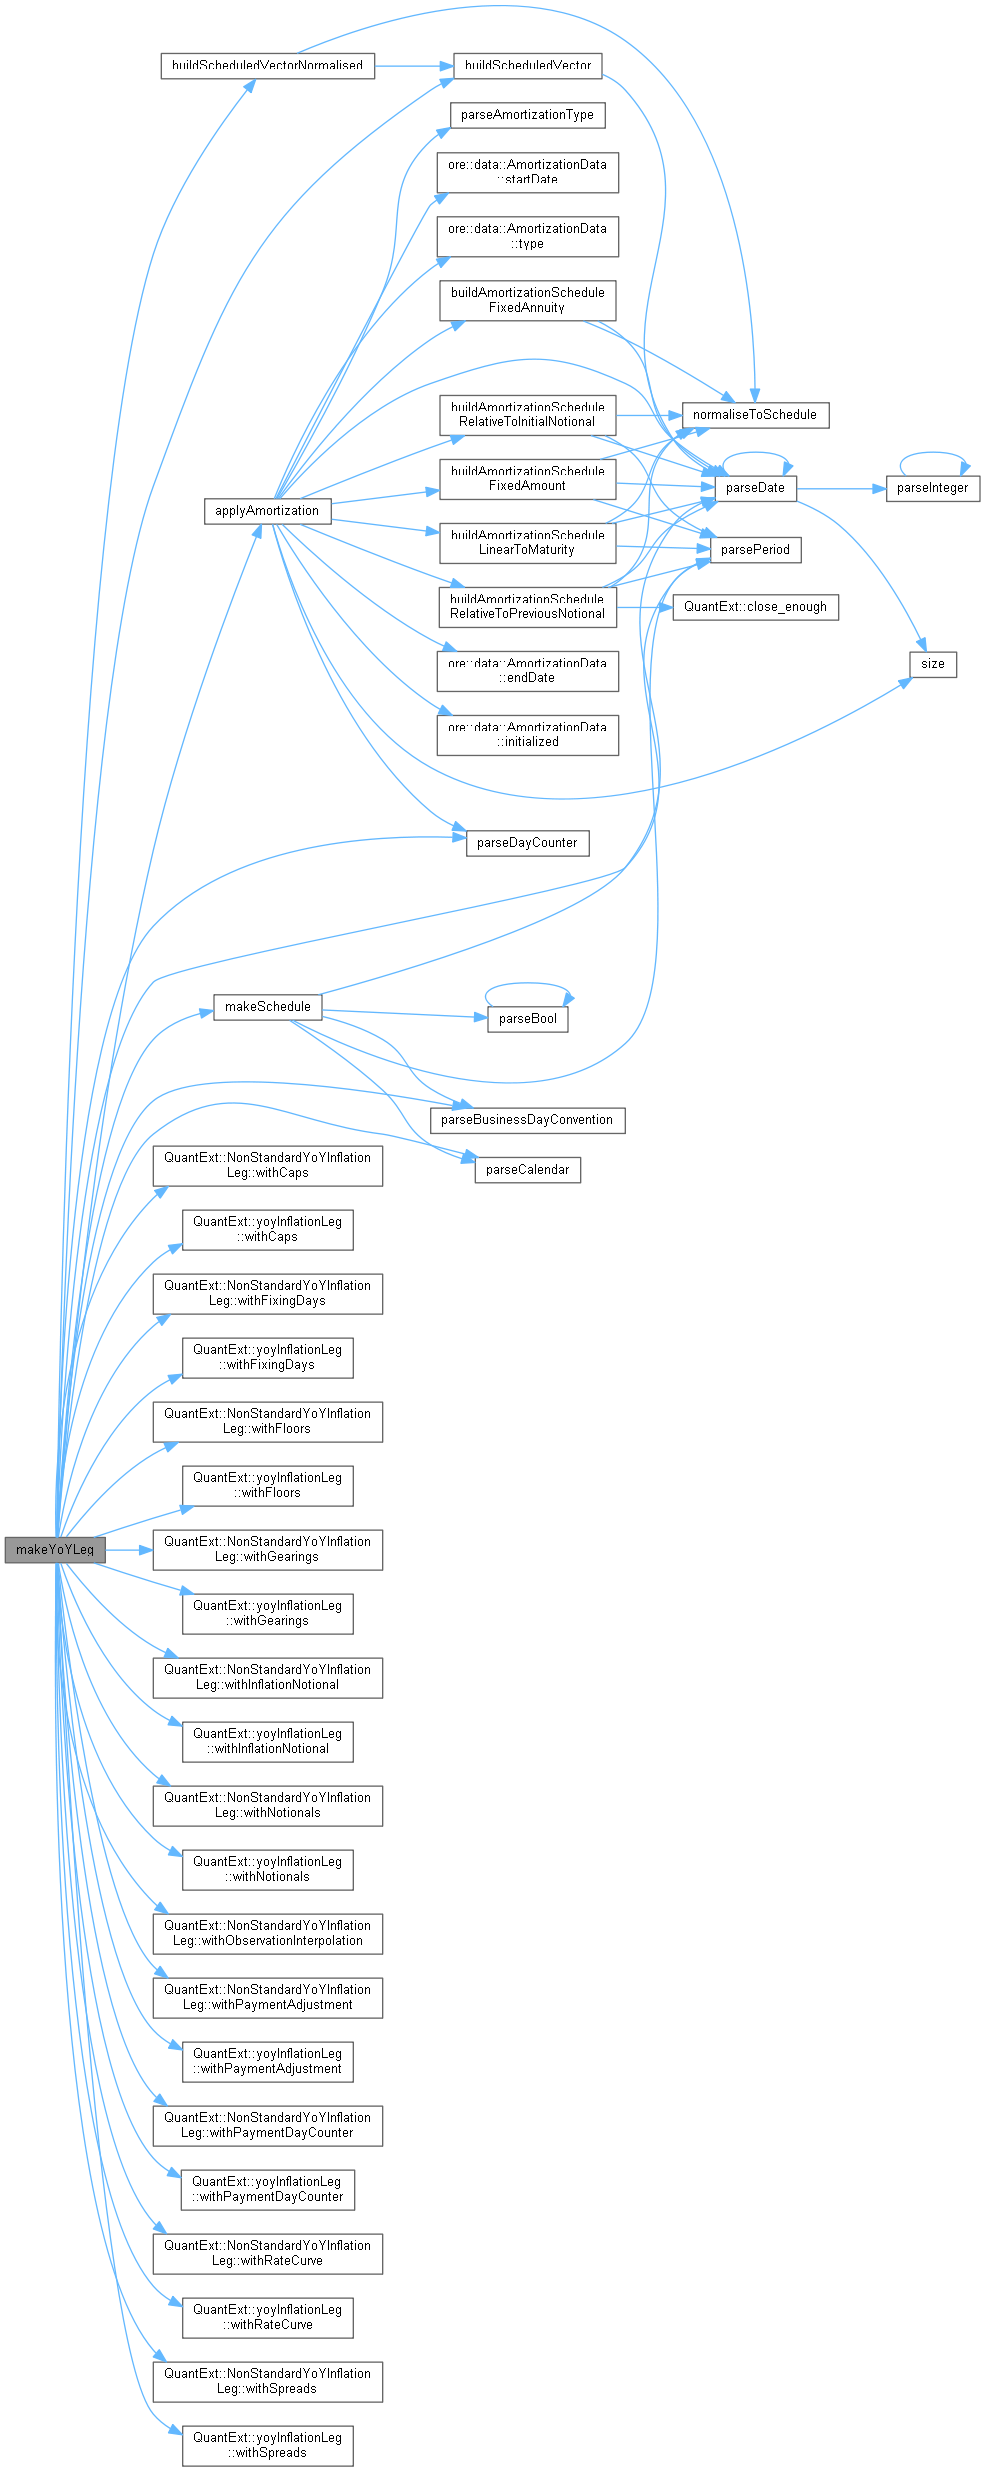 buildScheduledVectorNormalised
buildScheduledVector
parseAmortizationType
ore::data::AmortizationData
::startDate
ore::data::AmortizationData
::type
buildAmortizationSchedule
FixedAnnuity
buildAmortizationSchedule
RelativeToInitialNotional
normaliseToSchedule
buildAmortizationSchedule
FixedAmount
parseDate
parseInteger
applyAmortization
buildAmortizationSchedule
LinearToMaturity
parsePeriod
buildAmortizationSchedule
RelativeToPreviousNotional
QuantExt::close_enough
ore::data::AmortizationData
::endDate
size
ore::data::AmortizationData
::initialized
parseDayCounter
makeSchedule
parseBool
parseBusinessDayConvention
parseCalendar
QuantExt::NonStandardYoYInflation
Leg::withCaps
QuantExt::yoyInflationLeg
::withCaps
QuantExt::NonStandardYoYInflation
Leg::withFixingDays
QuantExt::yoyInflationLeg
::withFixingDays
QuantExt::NonStandardYoYInflation
Leg::withFloors
QuantExt::yoyInflationLeg
::withFloors
makeYoYLeg
QuantExt::NonStandardYoYInflation
Leg::withGearings
QuantExt::yoyInflationLeg
::withGearings
QuantExt::NonStandardYoYInflation
Leg::withInflationNotional
QuantExt::yoyInflationLeg
::withInflationNotional
QuantExt::NonStandardYoYInflation
Leg::withNotionals
QuantExt::yoyInflationLeg
::withNotionals
QuantExt::NonStandardYoYInflation
Leg::withObservationInterpolation
QuantExt::NonStandardYoYInflation
Leg::withPaymentAdjustment
QuantExt::yoyInflationLeg
::withPaymentAdjustment
QuantExt::NonStandardYoYInflation
Leg::withPaymentDayCounter
QuantExt::yoyInflationLeg
::withPaymentDayCounter
QuantExt::NonStandardYoYInflation
Leg::withRateCurve
QuantExt::yoyInflationLeg
::withRateCurve
QuantExt::NonStandardYoYInflation
Leg::withSpreads
QuantExt::yoyInflationLeg
::withSpreads